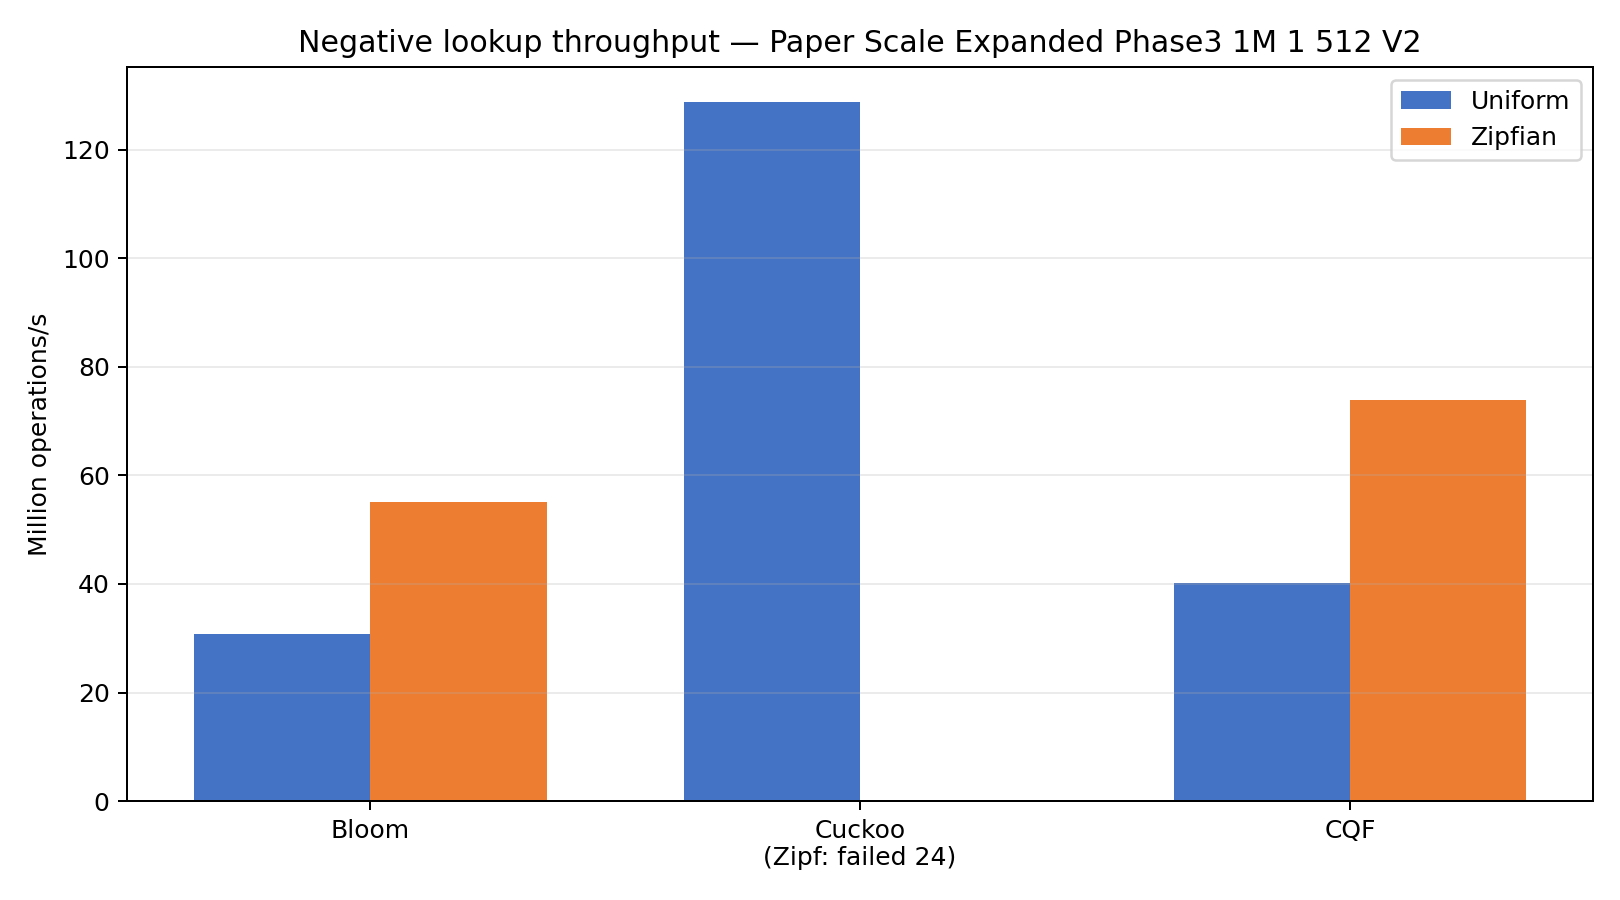 Negative lookup throughput — Paper Scale Expanded Phase3 1M 1 512 V2
Uniform
Zipfian
Million operations/s
120
100
80
60
40
20
0
Bloom
Cuckoo
(Zipf: failed 24)
CQF